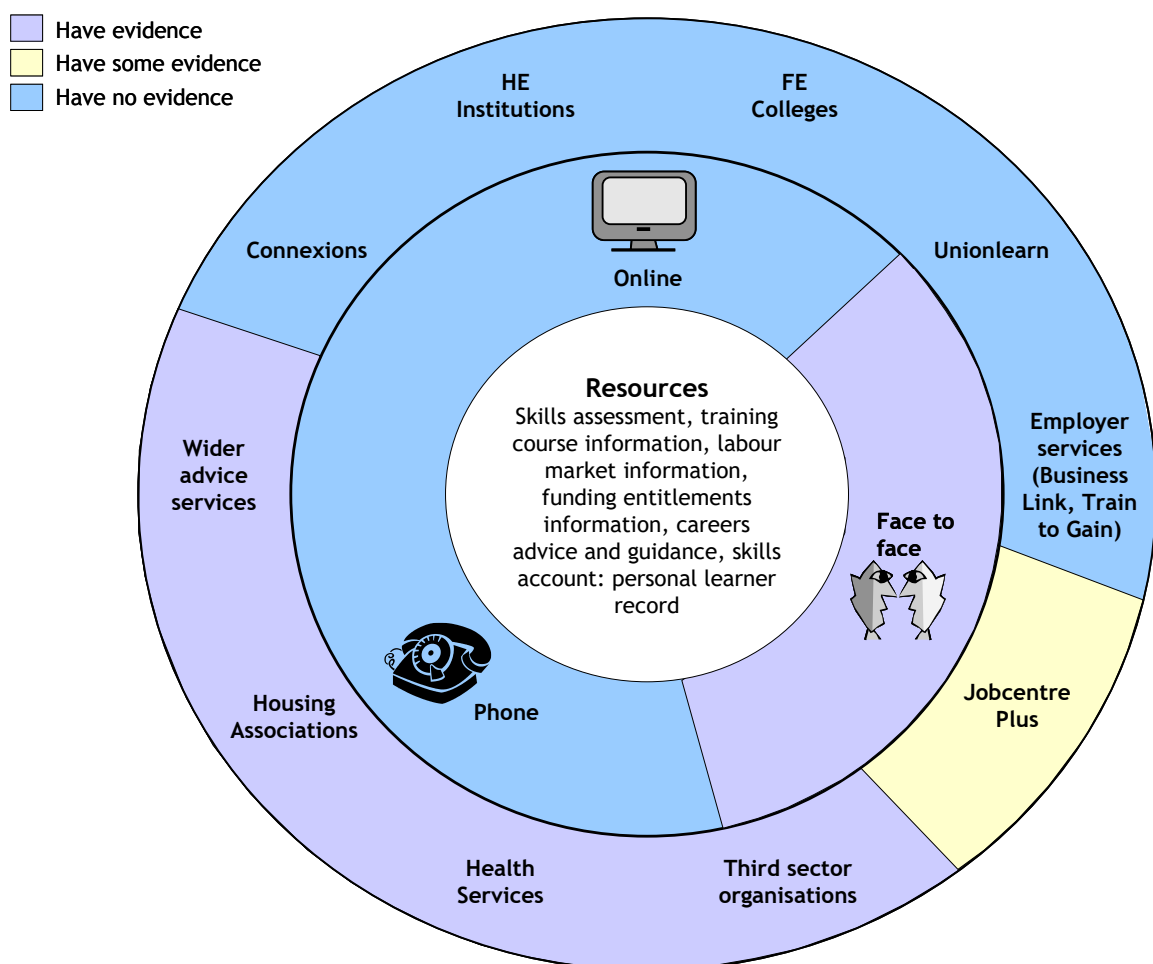 Have evidence
Have some evidence
Have no evidence
HE
Institutions
FE
Colleges
Connexions
Unionlearn
Online
Resources
Skills assessment, training
course information, labour
market information,
funding entitlements
information, careers
advice and guidance, skills
account: personal learner
record
Wider
advice
services
Employer
services
(Business
Link, Train
to Gain)
Face to
face
Housing
Associations
Phone
Jobcentre
Plus
Health
Services
Third sector
organisations